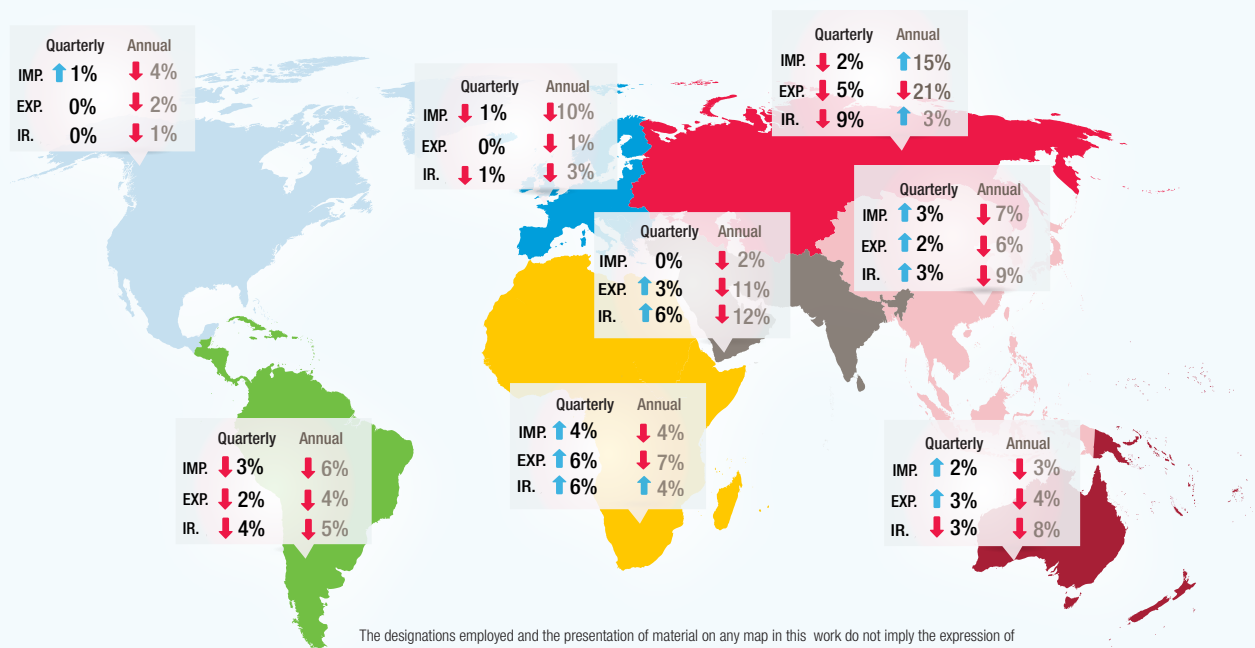 Quarterly Annual
IMP. 1% 4%
EXP. 0% 2%
IR. 0% 1%
Quarterly Annual
IMP. 1% 10%
EXP. 0% 1%
IR. 1% 3%
Quarterly Annual
IMP. 2% 15%
EXP. 5% 21%
IR. 9% 3%
Quarterly Annual
IMP. 3% 7%
EXP. 2% 6%
IR. 3% 9%
Quarterly Annual
IMP. 0% 2%
EXP. 3% 11%
IR. 6% 12%
Quarterly Annual
IMP. 3% 6%
EXP. 2% 4%
IR. 4% 5%
Quarterly Annual
IMP. 4% 4%
EXP. 6% 7%
IR. 6% 4%
Quarterly Annual
IMP. 2% 3%
EXP. 3% 4%
IR. 3% 8%
The designations employed and the presentation of material on any map in this work do not imply the expression of